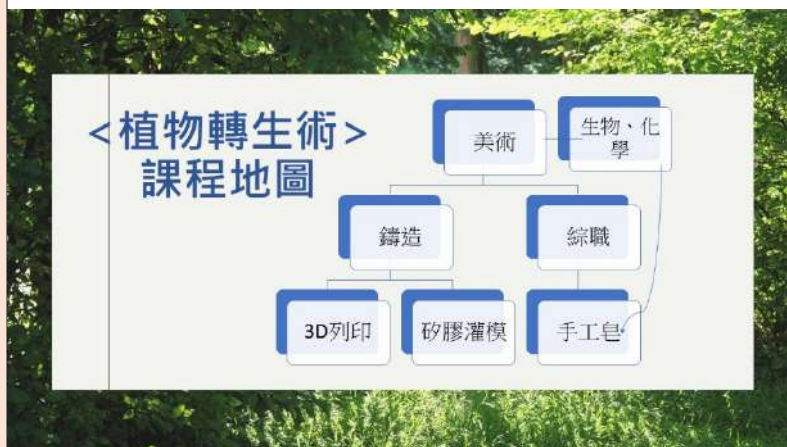 <植物轉生術>
課程地圖
美術
生物、化
學
鑄造
綜職
3D列印
矽膠灌模
手工皂